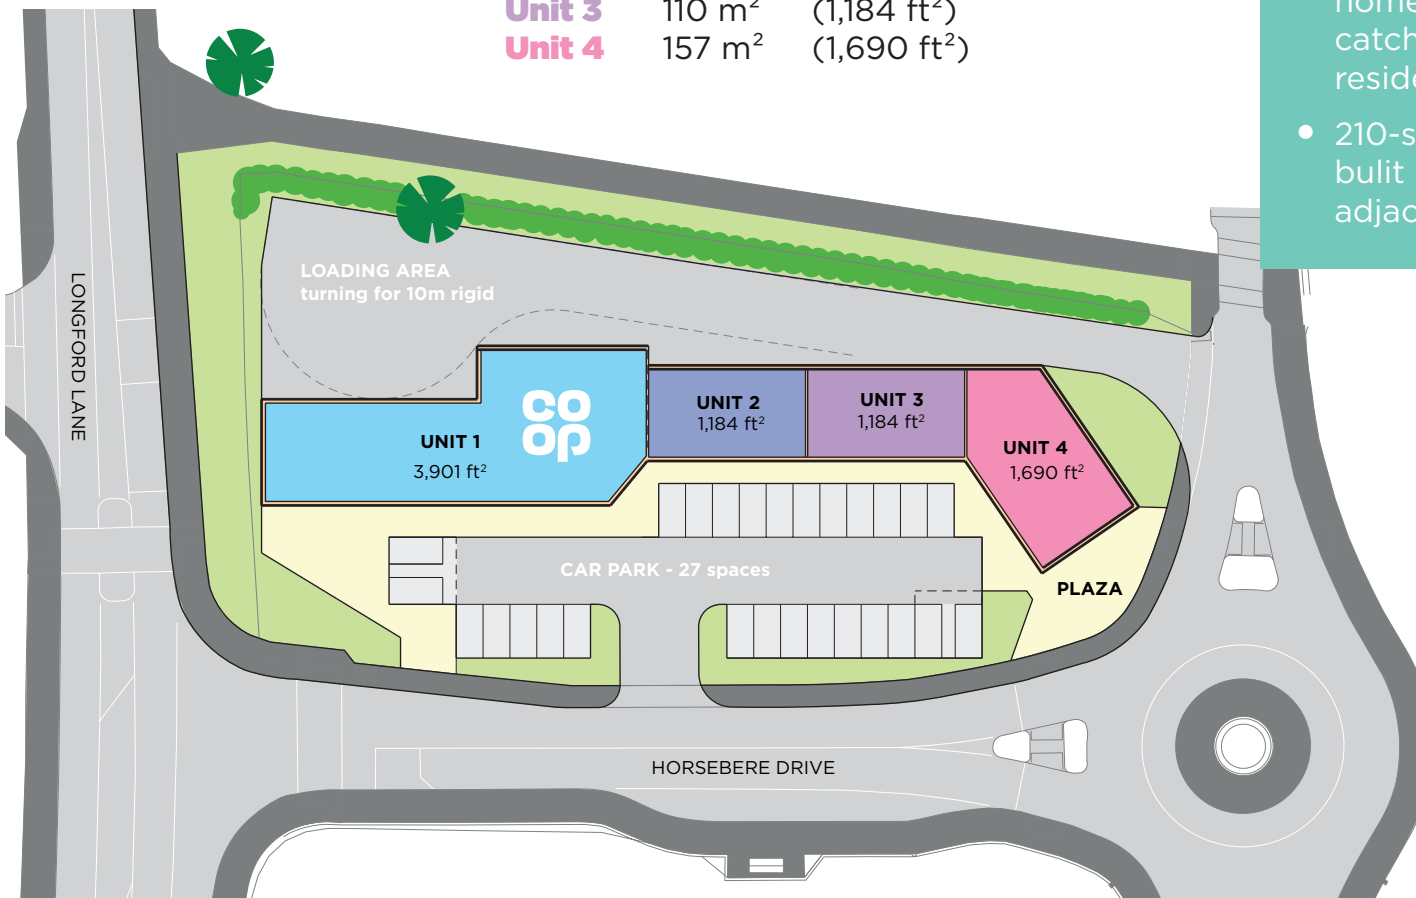 Unit 3 110 m² (1,184 ft²)
Unit 4 157 m² (1,690 ft²)
catch
reside
• 210-s
bulit
adjac
LOADING AREA
turning for 10m rigid
LONGFORD LANE
CO
OP
UNIT 1
3,901 ft²
UNIT 2
1,184 ft²
UNIT 3
1,184 ft²
UNIT 4
1,690 ft²
CAR PARK - 27 spaces
PLAZA
HORSEBERE DRIVE